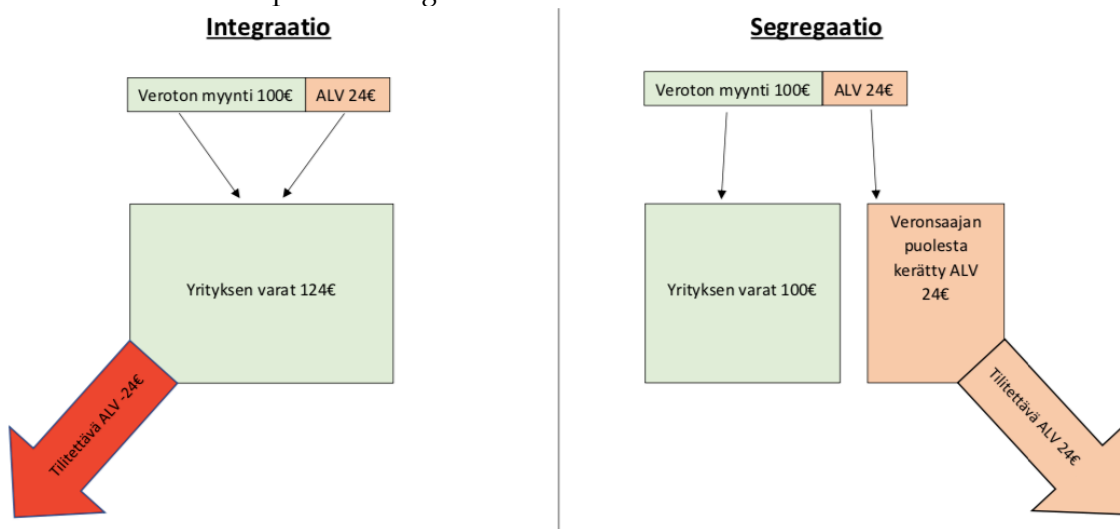 Integraatio
Veroton myynti 100€ ALV 24€
Yrityksen varat 124€
Tilitettävä ALV -24€
Segregaatio
Veroton myynti 100€ ALV 24€
Yrityksen varat 100€
Veronsaajan
puolesta
kerätty ALV
24€
Tilitettävä ALV 24€